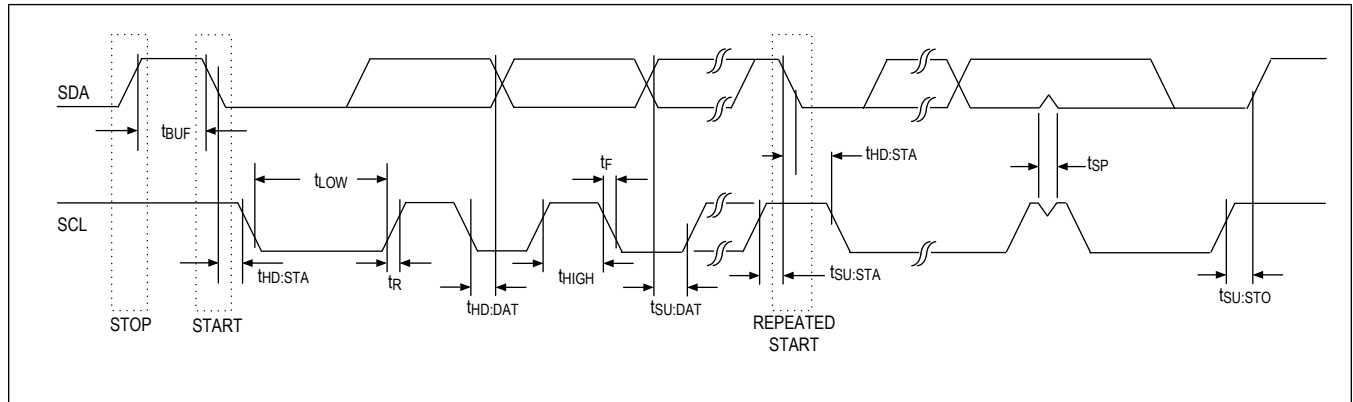 SDA
tBUF
tLOW
tF
tHD:STA
tSP
SCL
tHD:STA
tR
tHD:DAT
tHIGH
tSU:DAT
tSU:STA
tSU:STO
STOP
START
REPEATED
START